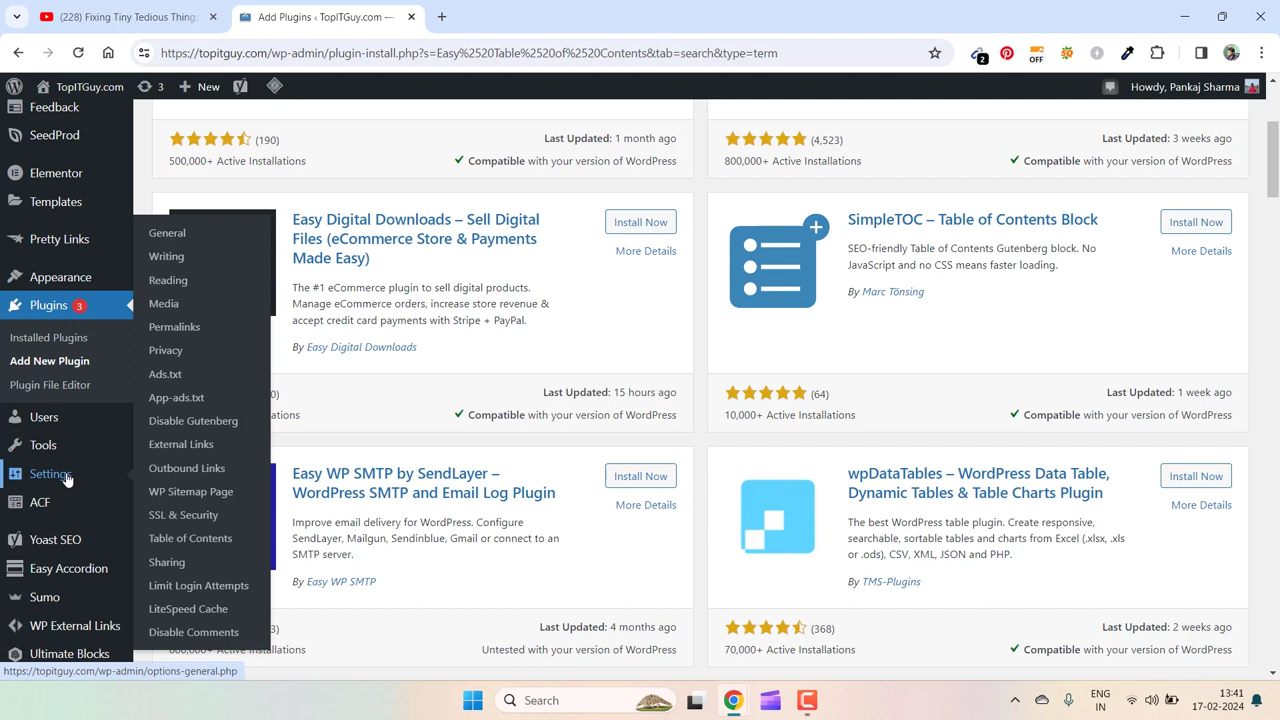 (228) Fixing Tiny Tedious Things
Add Plugins ‹ TopITGuy.com —
https://topitguy.com/wp-admin/plugin-install.php?s=Easy%2520Table%2520of%2520Contents&tab=search&type=term
2
OFF
TopITGuy.com
3
New
Howdy, Pankaj Sharma
Feedback
SeedProd
Elementor
Templates
Pretty Links
Appearance
Plugins 3
Installed Plugins
Add New Plugin
Plugin File Editor
Users
Tools
Settings
ACF
Yoast SEO
Easy Accordion
Sumo
WP External Links
Ultimate Blocks
General
Writing
Reading
Media
Permalinks
Privacy
Ads.txt
App-ads.txt
Disable Gutenberg
External Links
Outbound Links
WP Sitemap Page
SSL & Security
Table of Contents
Sharing
Limit Login Attempts
LiteSpeed Cache
Disable Comments
(190)
Last Updated: 1 month ago
500,000+ Active Installations
Compatible with your version of WordPress
(4,523)
Last Updated: 3 weeks ago
800,000+ Active Installations
Compatible with your version of WordPress
Easy Digital Downloads – Sell Digital
Files (eCommerce Store & Payments
Made Easy)
Install Now
More Details
The #1 eCommerce plugin to sell digital products.
Manage eCommerce orders, increase store revenue &
accept credit card payments with Stripe + PayPal.
By Easy Digital Downloads
Last Updated: 15 hours ago
Compatible with your version of WordPress
SimpleTOC – Table of Contents Block
Install Now
More Details
SEO-friendly Table of Contents Gutenberg block. No
JavaScript and no CSS means faster loading.
By Marc Tönsing
(64)
Last Updated: 1 week ago
10,000+ Active Installations
Compatible with your version of WordPress
Easy WP SMTP by SendLayer –
WordPress SMTP and Email Log Plugin
Install Now
More Details
Improve email delivery for WordPress. Configure
SendLayer, Mailgun, Sendinblue, Gmail or connect to an
SMTP server.
By Easy WP SMTP
Last Updated: 4 months ago
Untested with your version of WordPress
wpDataTables – WordPress Data Table,
Dynamic Tables & Table Charts Plugin
Install Now
More Details
The best WordPress table plugin. Create responsive,
searchable, sortable tables and charts from Excel (.xlsx, .xls
or .ods), CSV, XML, JSON and PHP.
By TMS-Plugins
(368)
Last Updated: 2 weeks ago
70,000+ Active Installations
Compatible with your version of WordPress
https://topitguy.com/wp-admin/options-general.php
Search
ENG
IN
13:41
17-02-2024